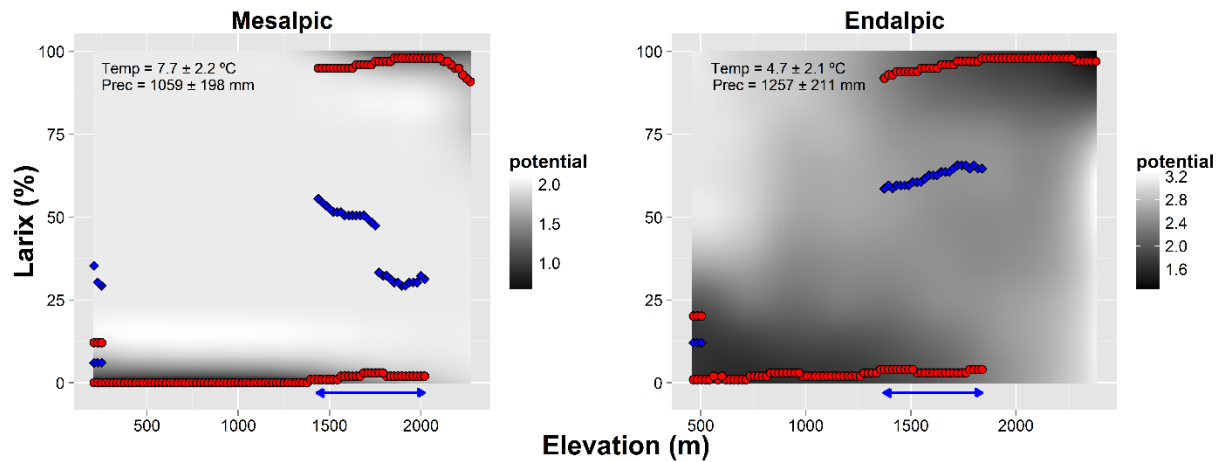 Mesalpic
Endalpic
Larix (%)
100
75
50
25
0
Temp = 7.7 ± 2.2 ºC
Prec = 1059 ± 198 mm
potential
2.0
1.5
1.0
500
1000
1500
2000
100
75
50
25
0
Temp = 4.7 ± 2.1 ºC
Prec = 1257 ± 211 mm
potential
3.2
2.8
2.4
2.0
1.6
500
1000
1500
2000
Elevation (m)